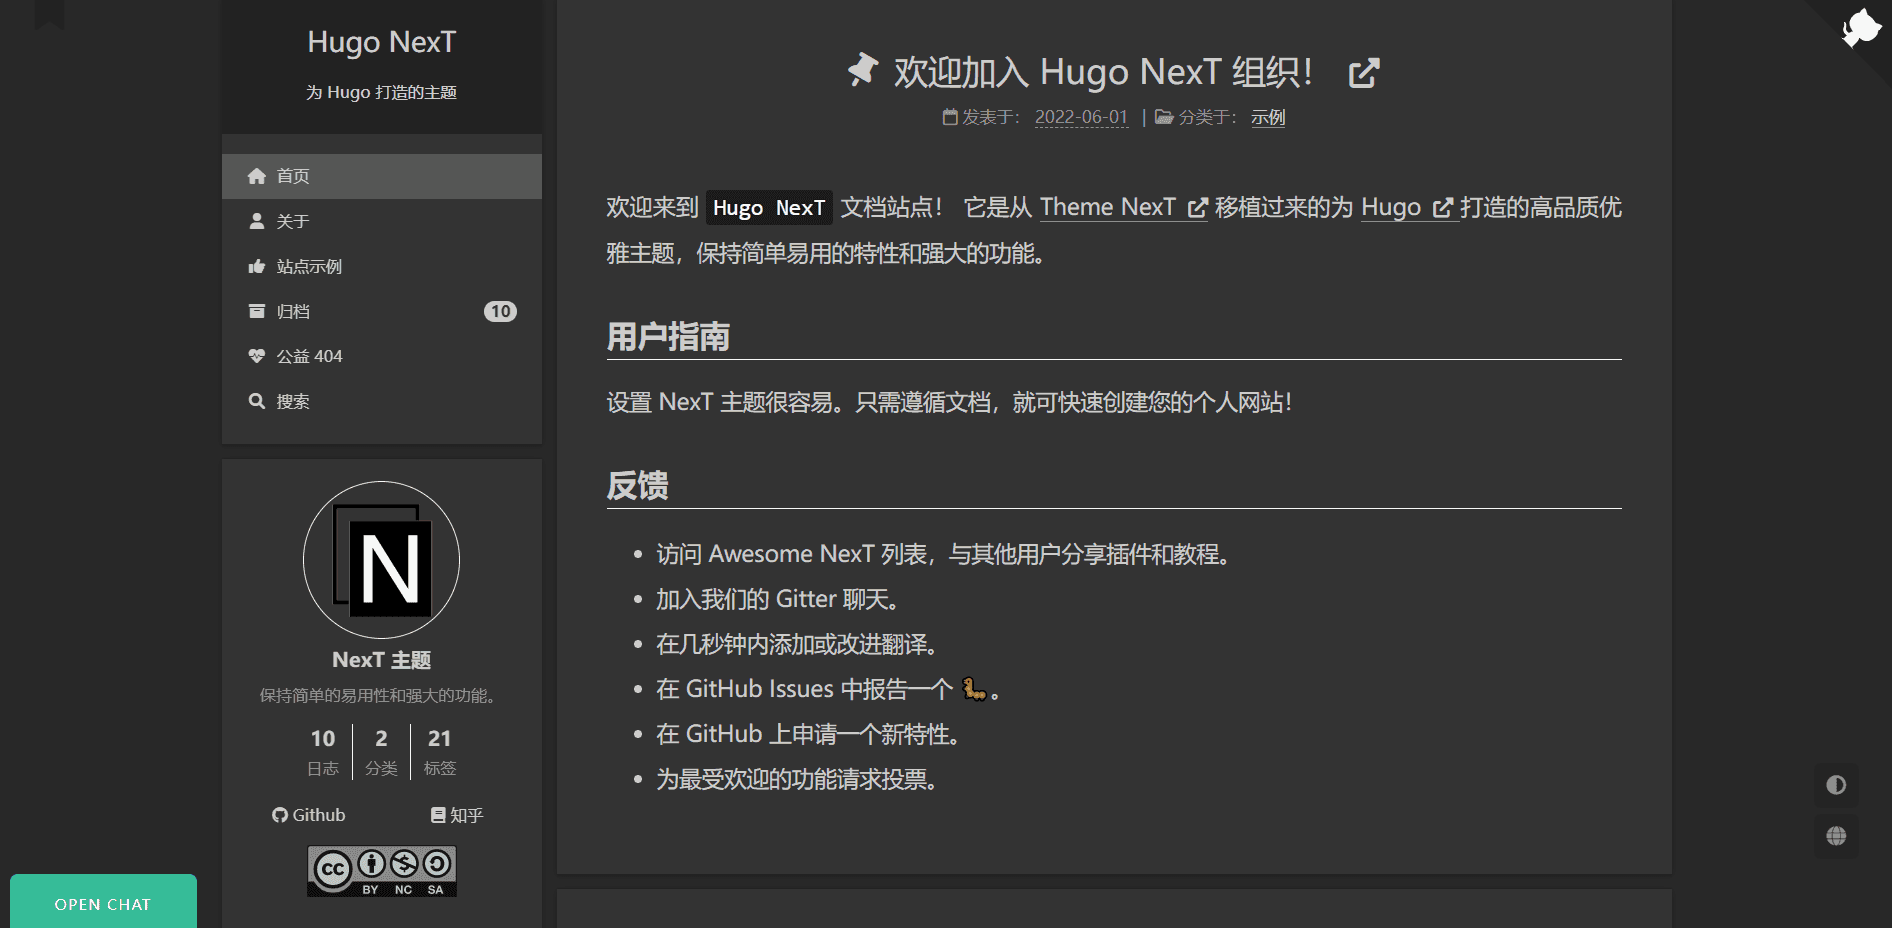 Hugo NexT
为 Hugo 打造的主题
首页
关于
站点示例
归档 10
公益 404
搜索
N
NexT 主题
保持简单的易用性和强大的功能。
10 2 21
日志 分类 标签
Github 知乎
cc BY NC SA
OPEN CHAT
欢迎加入 Hugo NexT 组织！
发表于： 2022-06-01 | 分类于： 示例
欢迎来到 Hugo NexT 文档站点！ 它是从 Theme NexT 移植过来的为 Hugo 打造的高品质优
雅主题，保持简单易用的特性和强大的功能。
用户指南
设置 NexT 主题很容易。只需遵循文档，就可快速创建您的个人网站！
反馈
• 访问 Awesome NexT 列表，与其他用户分享插件和教程。
• 加入我们的 Gitter 聊天。
• 在几秒钟内添加或改进翻译。
• 在 GitHub Issues 中报告一个 🐛。
• 在 GitHub 上申请一个新特性。
• 为最受欢迎的功能请求投票。